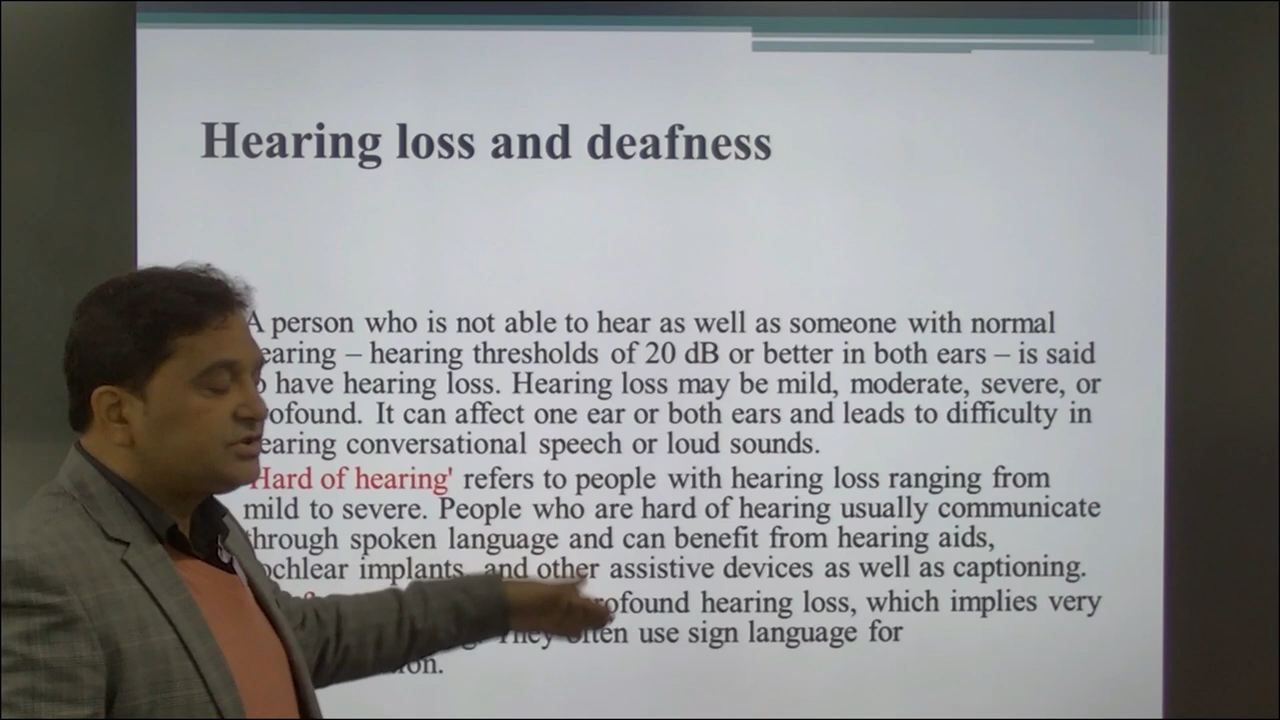 Hearing loss and deafness
A person who is not able to hear as well as someone with normal
earing – hearing thresholds of 20 dB or better in both ears – is said
have hearing loss. Hearing loss may be mild, moderate, severe, or
ofound. It can affect one ear or both ears and leads to difficulty in
earing conversational speech or loud sounds.
Hard of hearing' refers to people with hearing loss ranging from
mild to severe. People who are hard of hearing usually communicate
through spoken language and can benefit from hearing aids,
ochlear implants, and other assistive devices as well as captioning.
rofound hearing loss, which implies very
They often use sign language for
on.